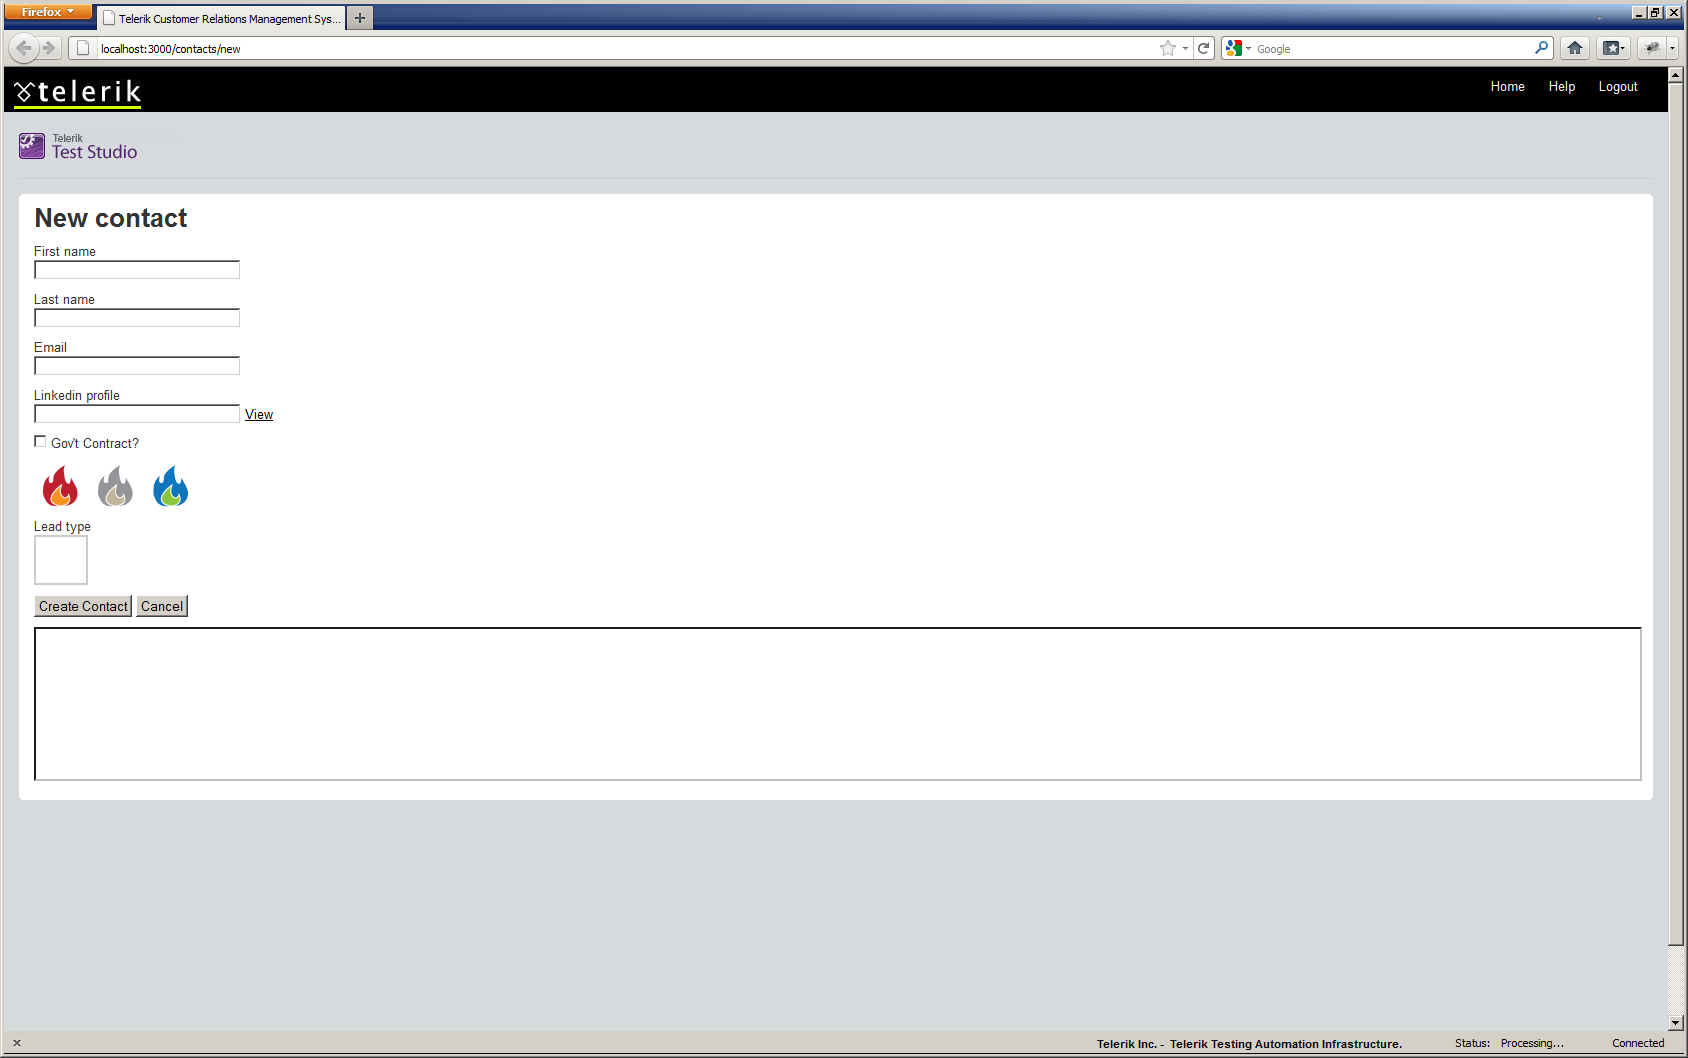 Firefox
Telerik Customer Relations Management Sys...
localhost:3000/contacts/new
Google
telerik
Home Help Logout
Telerik
Test Studio
New contact
First name
Last name
Email
Linkedin profile
View
Gov't Contract?
Lead type
Create Contact Cancel
Telerik Inc. - Telerik Testing Automation Infrastructure. Status: Processing... Connected